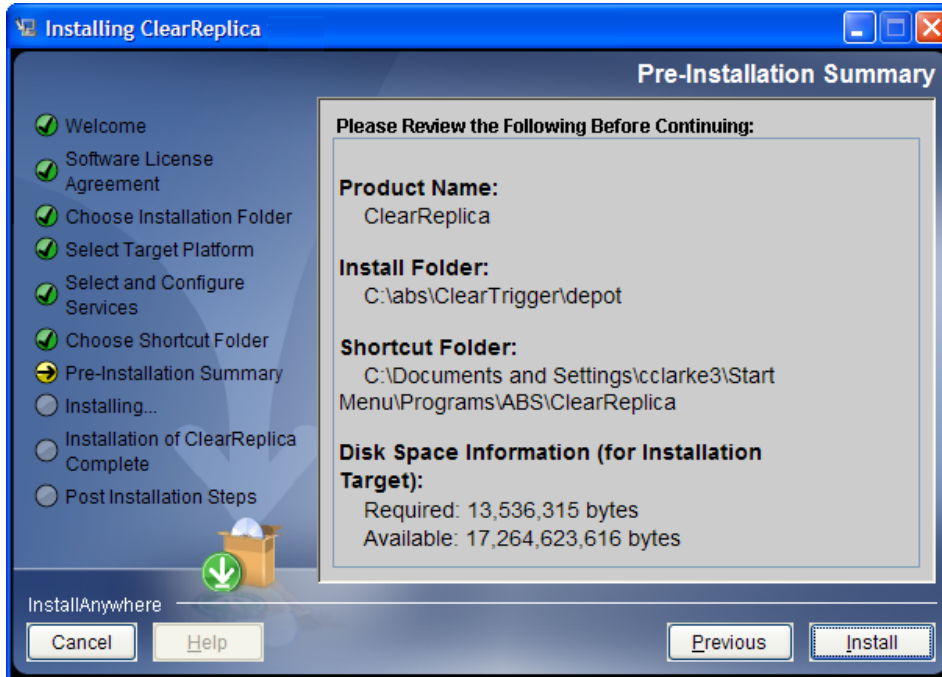 Installing ClearReplica
Pre-Installation Summary
Welcome
Software License
Agreement
Choose Installation Folder
Select Target Platform
Select and Configure
Services
Choose Shortcut Folder
Pre-Installation Summary
Installing...
Installation of ClearReplica
Complete
Post Installation Steps
Please Review the Following Before Continuing:
Product Name:
ClearReplica
Install Folder:
C:\abs\ClearTrigger\depot
Shortcut Folder:
C:\Documents and Settings\cclarke3\Start
Menu\Programs\ABS\ClearReplica
Disk Space Information (for Installation
Target):
Required: 13,536,315 bytes
Available: 17,264,623,616 bytes
InstallAnywhere
Cancel
Help
Previous
Install